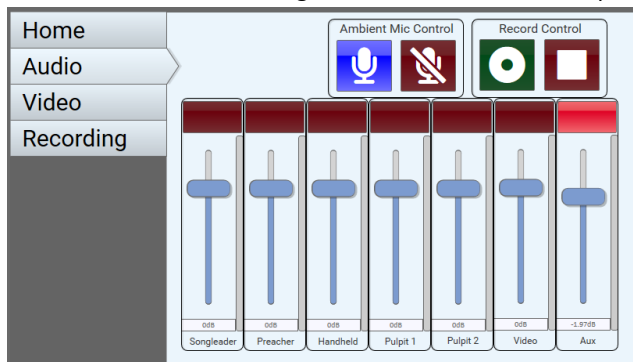 Home
Audio
Video
Recording
Ambient Mic Control
Record Control
0dB
0dB
0dB
0dB
0dB
0dB
-1.97dB
Songleader
Preacher
Handheld
Pulpit 1
Pulpit 2
Video
Aux